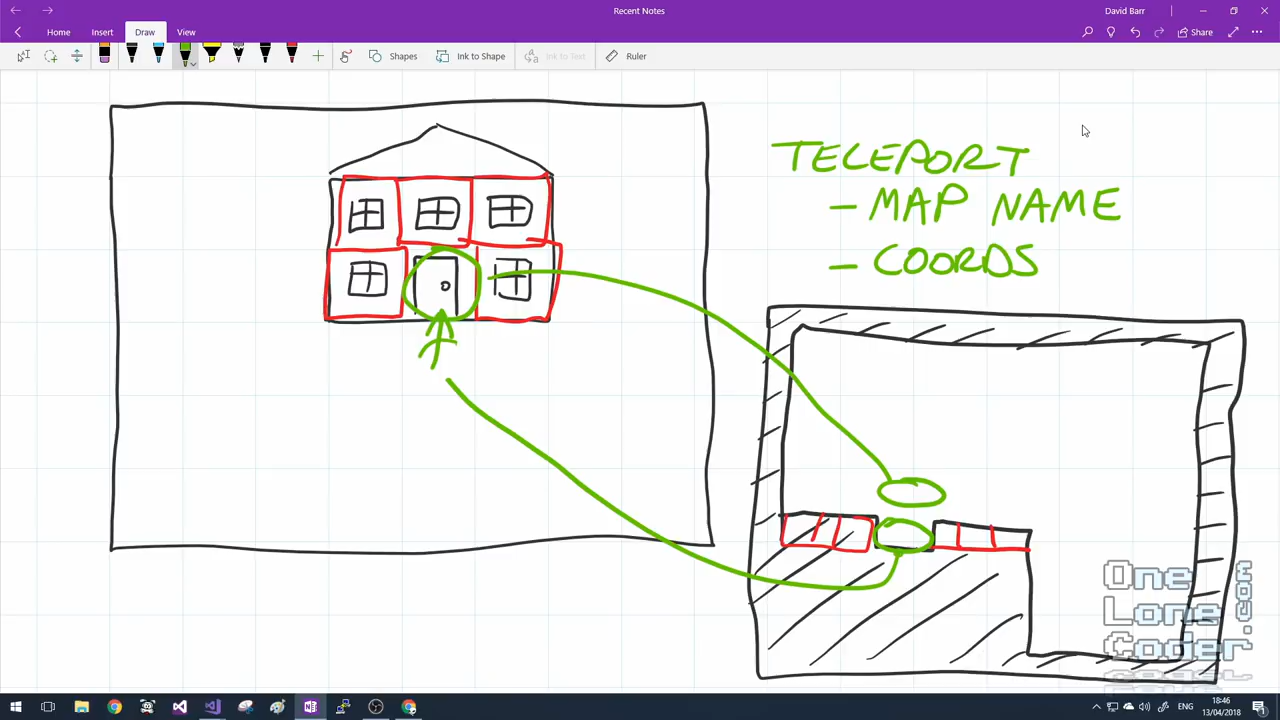 Recent Notes
David Barr
Home
Insert
Draw
View
Share
Shapes
Ink to Shape
Ink to Text
Ruler
TELEPORT
- MAP NAME
- COORDS
One
Lone
Coder
.com
18:46
13/04/2018